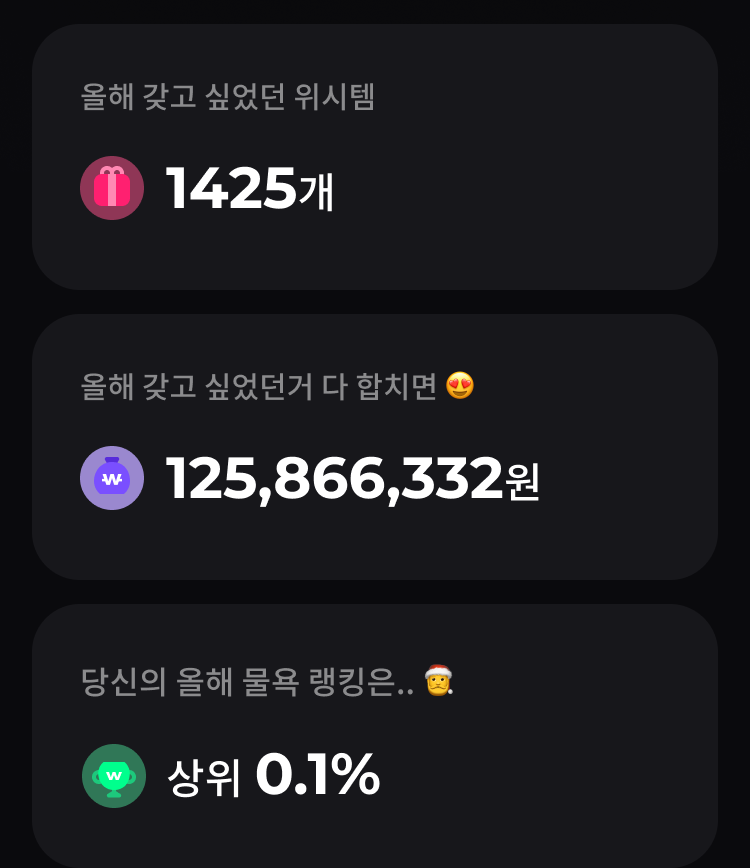 올해 갖고 싶었던 위시템
1425개
올해 갖고 싶었던거 다 합치면 😍
₩ 125,866,332원
당신의 올해 물욕 랭킹은.. 🎅
w 상위 0.1%